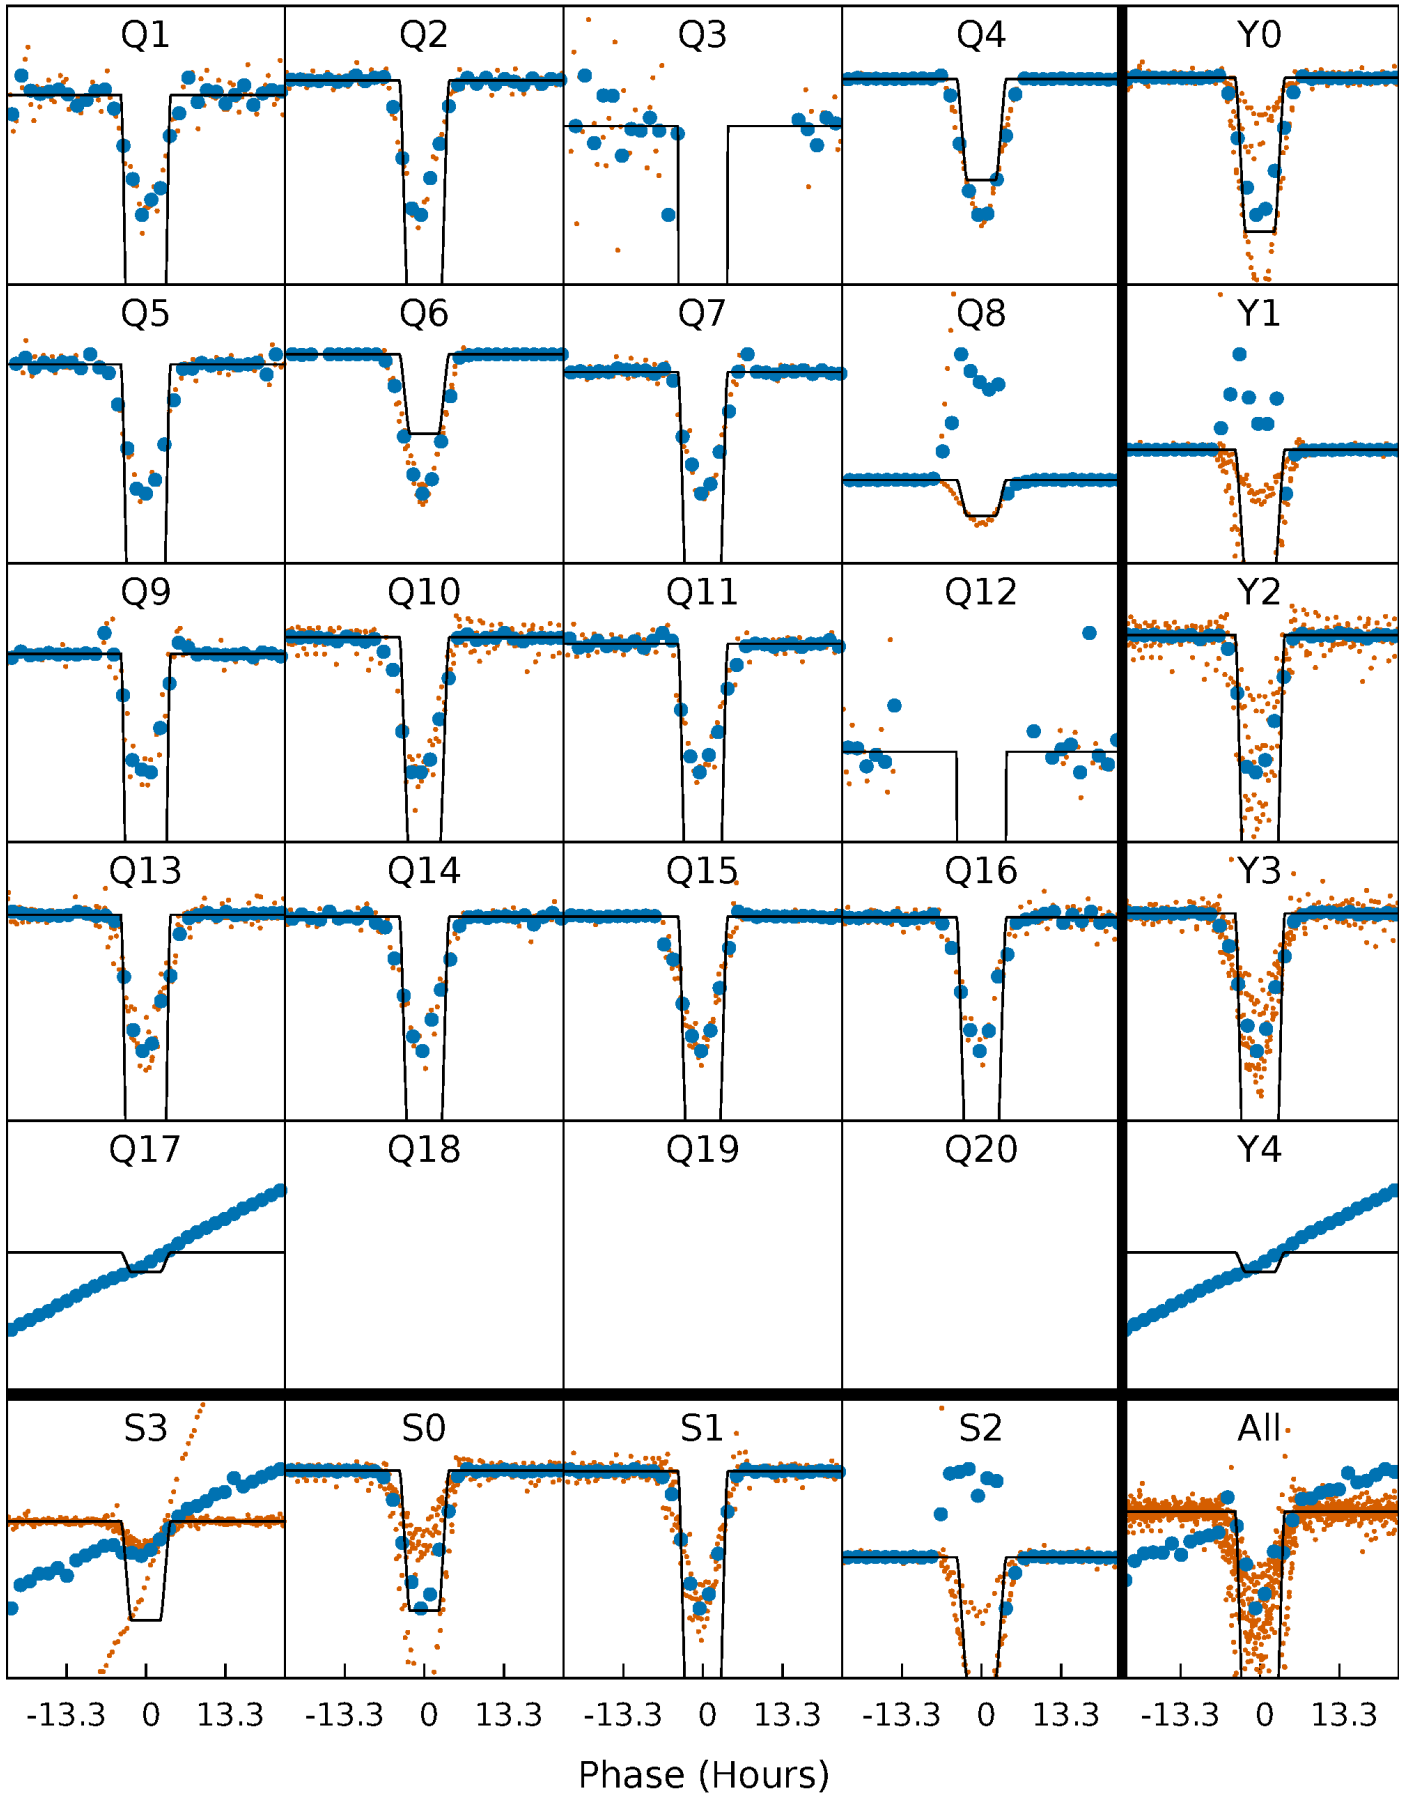 Q1 Q2 Q3 Q4 Y0
Q5 Q6 Q7 Q8 Y1
Q9 Q10 Q11 Q12 Y2
Q13 Q14 Q15 Q16 Y3
Q17 Q18 Q19 Q20 Y4
S3 S0 S1 S2 All
-13.3 0 13.3 -13.3 0 13.3 -13.3 0 13.3 -13.3 0 13.3 -13.3 0 13.3
Phase (Hours)